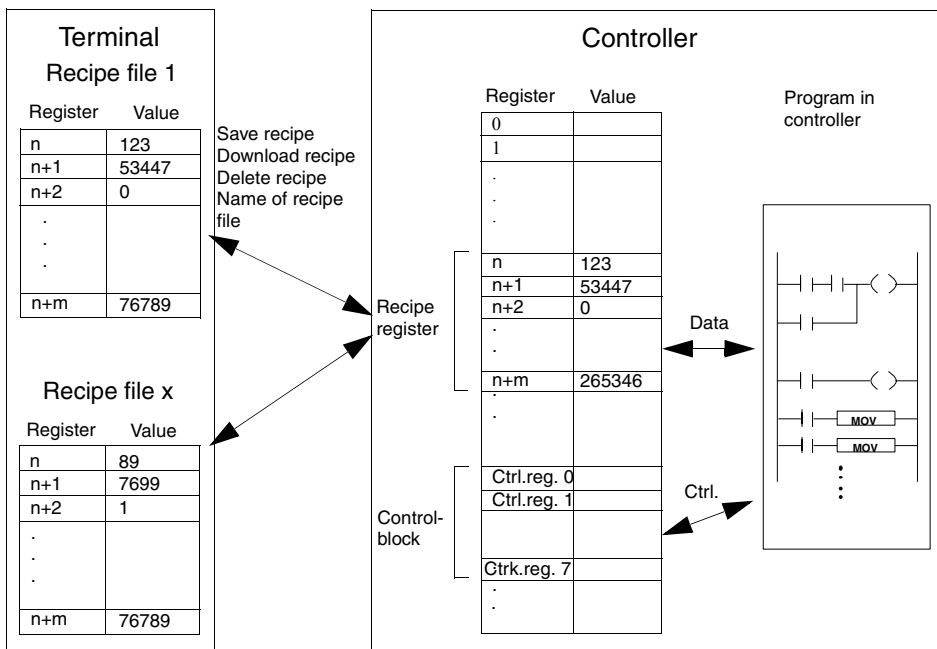 Terminal
Recipe file 1
Register Value
n 123
n+1 53447
n+2 0
.
.
.
n+m 76789
Recipe file x
Register Value
n 89
n+1 7699
n+2 1
.
.
.
n+m 76789
Save recipe
Download recipe
Delete recipe
Name of recipe
file
Controller
Register Value
0
1
.
.
.
Recipe
register
n 123
n+1 53447
n+2 0
.
.
n+m 265346
.
.
Control-
block
Ctrl.reg. 0
Ctrl.reg. 1
Ctrk.reg. 7
.
.
Data
Ctrl.
Program in
controller
MOV
MOV